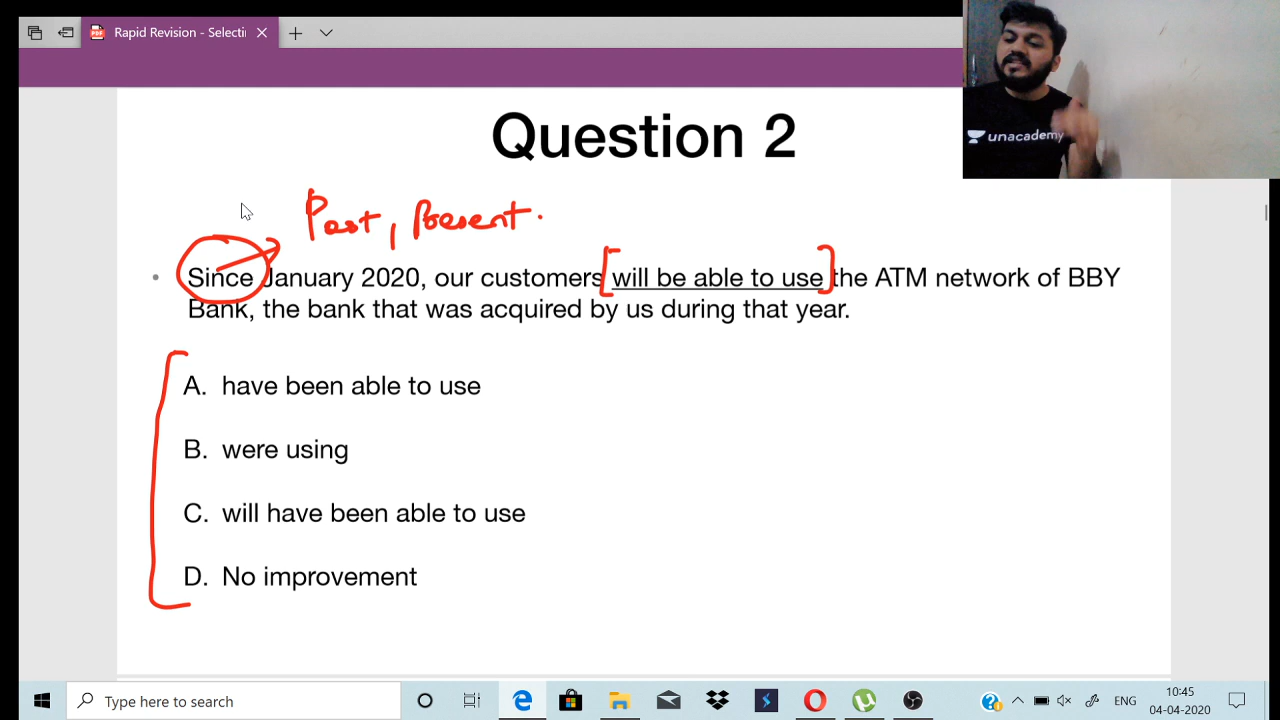 Rapid Revision - Selecti
unacademy
Question 2
Past, Present.
Since January 2020, our customers will be able to use the ATM network of BBY
Bank, the bank that was acquired by us during that year.
A. have been able to use
B. were using
C. will have been able to use
D. No improvement
Type here to search
ENG
10:45
04-04-2020